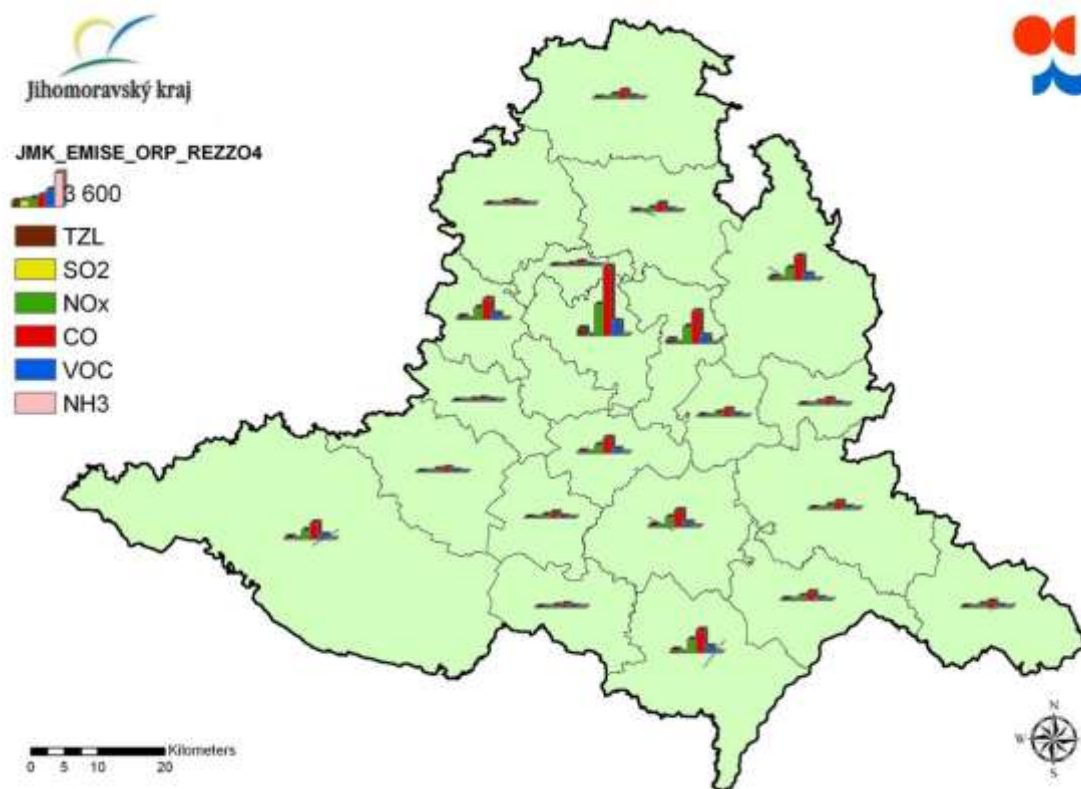 Jihomoravský kraj
JMK_EMISE_ORP_REZZO4
3 600
TZL
SO2
NOx
CO
VOC
NH3
Kilometers
0 5 10 20
N
W
S